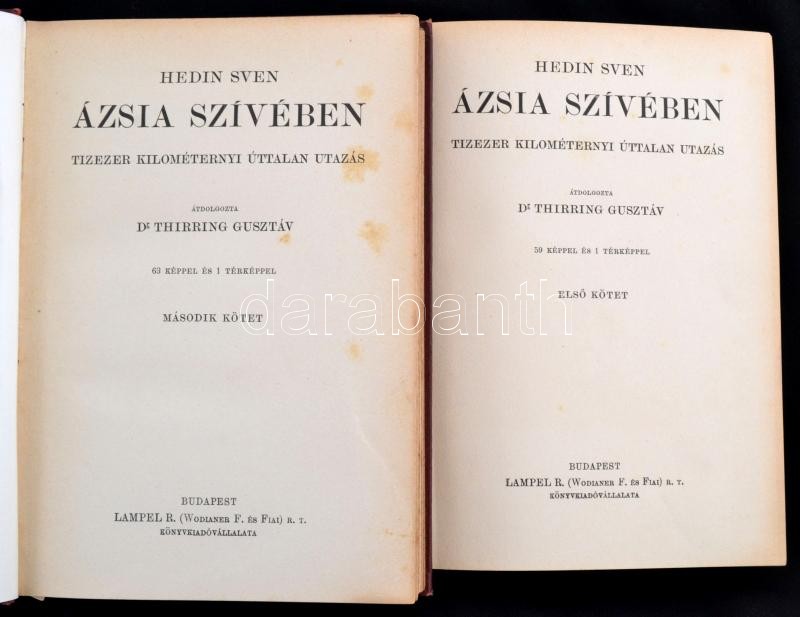 HEDIN SVEN
ÁZSIA SZÍVÉBEN
TIZEZER KILOMÉTERNYI ÚTTALAN UTAZÁS
ÁTDOLGOZTA
Dr THIRRING GUSZTÁV
63 KÉPPEL ÉS 1 TÉRKÉPPEL
MÁSODIK KÖTET
BUDAPEST
LAMPEL R. (WODIANER F. ÉS FIAI) R. T.
KÖNYVKIADÓVÁLLALATA
HEDIN SVEN
ÁZSIA SZÍVÉBEN
TIZEZER KILOMÉTERNYI ÚTTALAN UTAZÁS
ÁTDOLGOZTA
Dr THIRRING GUSZTÁV
59 KÉPPEL ÉS 1 TÉRKÉPPEL
ELSŐ KÖTET
BUDAPEST
LAMPEL R. (WODIANER F. ÉS FIAI) R. T.
KÖNYVKIADÓVÁLLALATA
darabanth